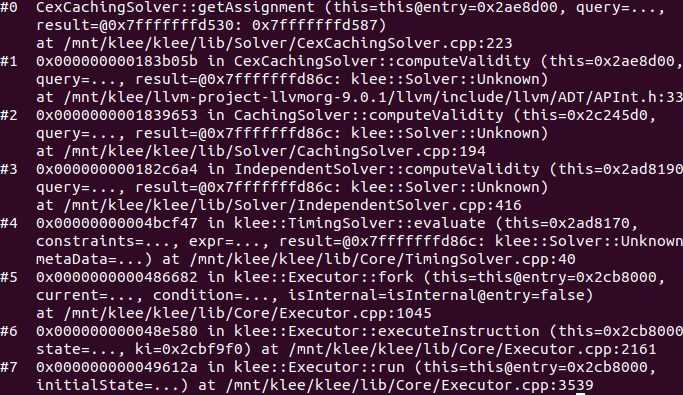 #0  CexCachingSolver::getAssignment (this=this@entry=0x2ae8d00, query=...,
result=@0x7fffffffd530: 0x7fffffffd587)
at /mnt/klee/klee/lib/Solver/CexCachingSolver.cpp:223
#1  0x000000000183b05b in CexCachingSolver::computeValidity (this=0x2ae8d00,
query=..., result=@0x7fffffffd86c: klee::Solver::Unknown)
at /mnt/klee/llvm-project-llvmorg-9.0.1/llvm/include/llvm/ADT/APInt.h:33
#2  0x0000000001839653 in CachingSolver::computeValidity (this=0x2c245d0,
query=..., result=@0x7fffffffd86c: klee::Solver::Unknown)
at /mnt/klee/klee/lib/Solver/CachingSolver.cpp:194
#3  0x000000000182c6a4 in IndependentSolver::computeValidity (this=0x2ad8190
query=..., result=@0x7fffffffd86c: klee::Solver::Unknown)
at /mnt/klee/klee/lib/Solver/IndependentSolver.cpp:416
#4  0x00000000004bcf47 in klee::TimingSolver::evaluate (this=0x2ad8170,
constraints=..., expr=..., result=@0x7fffffffd86c: klee::Solver::Unknown
metaData=...) at /mnt/klee/klee/lib/Core/TimingSolver.cpp:40
#5  0x0000000000486682 in klee::Executor::fork (this=this@entry=0x2cb8000,
current=..., condition=..., isInternal=isInternal@entry=false)
at /mnt/klee/klee/lib/Core/Executor.cpp:1045
#6  0x000000000048e580 in klee::Executor::executeInstruction (this=0x2cb8000
state=..., ki=0x2cbf9f0) at /mnt/klee/klee/lib/Core/Executor.cpp:2161
#7  0x000000000049612a in klee::Executor::run (this=this@entry=0x2cb8000,
initialState=...) at /mnt/klee/klee/lib/Core/Executor.cpp:3539